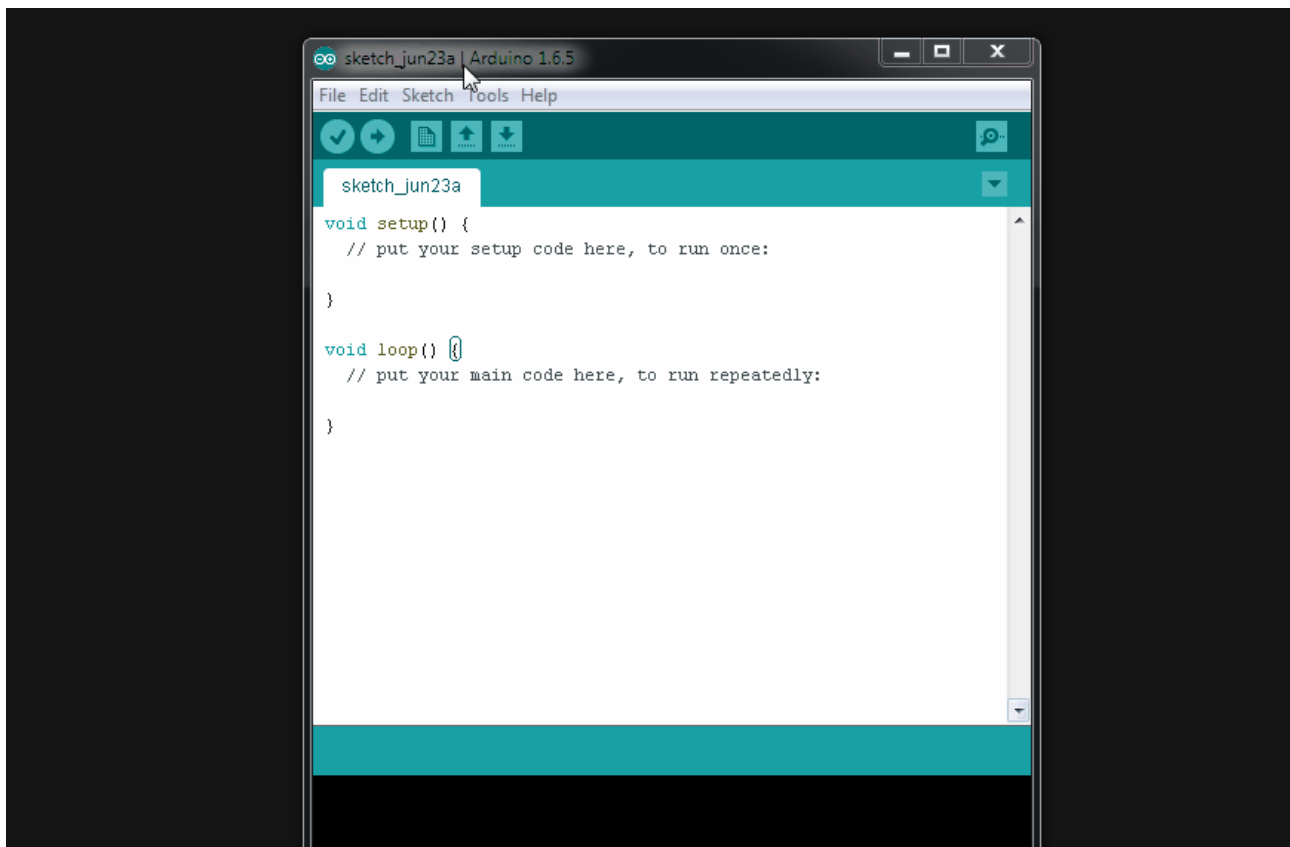 sketch_jun23a | Arduino 1.6.5
File Edit Sketch Tools Help
sketch_jun23a
void setup() {
  // put your setup code here, to run once:
}
void loop() {
  // put your main code here, to run repeatedly:
}